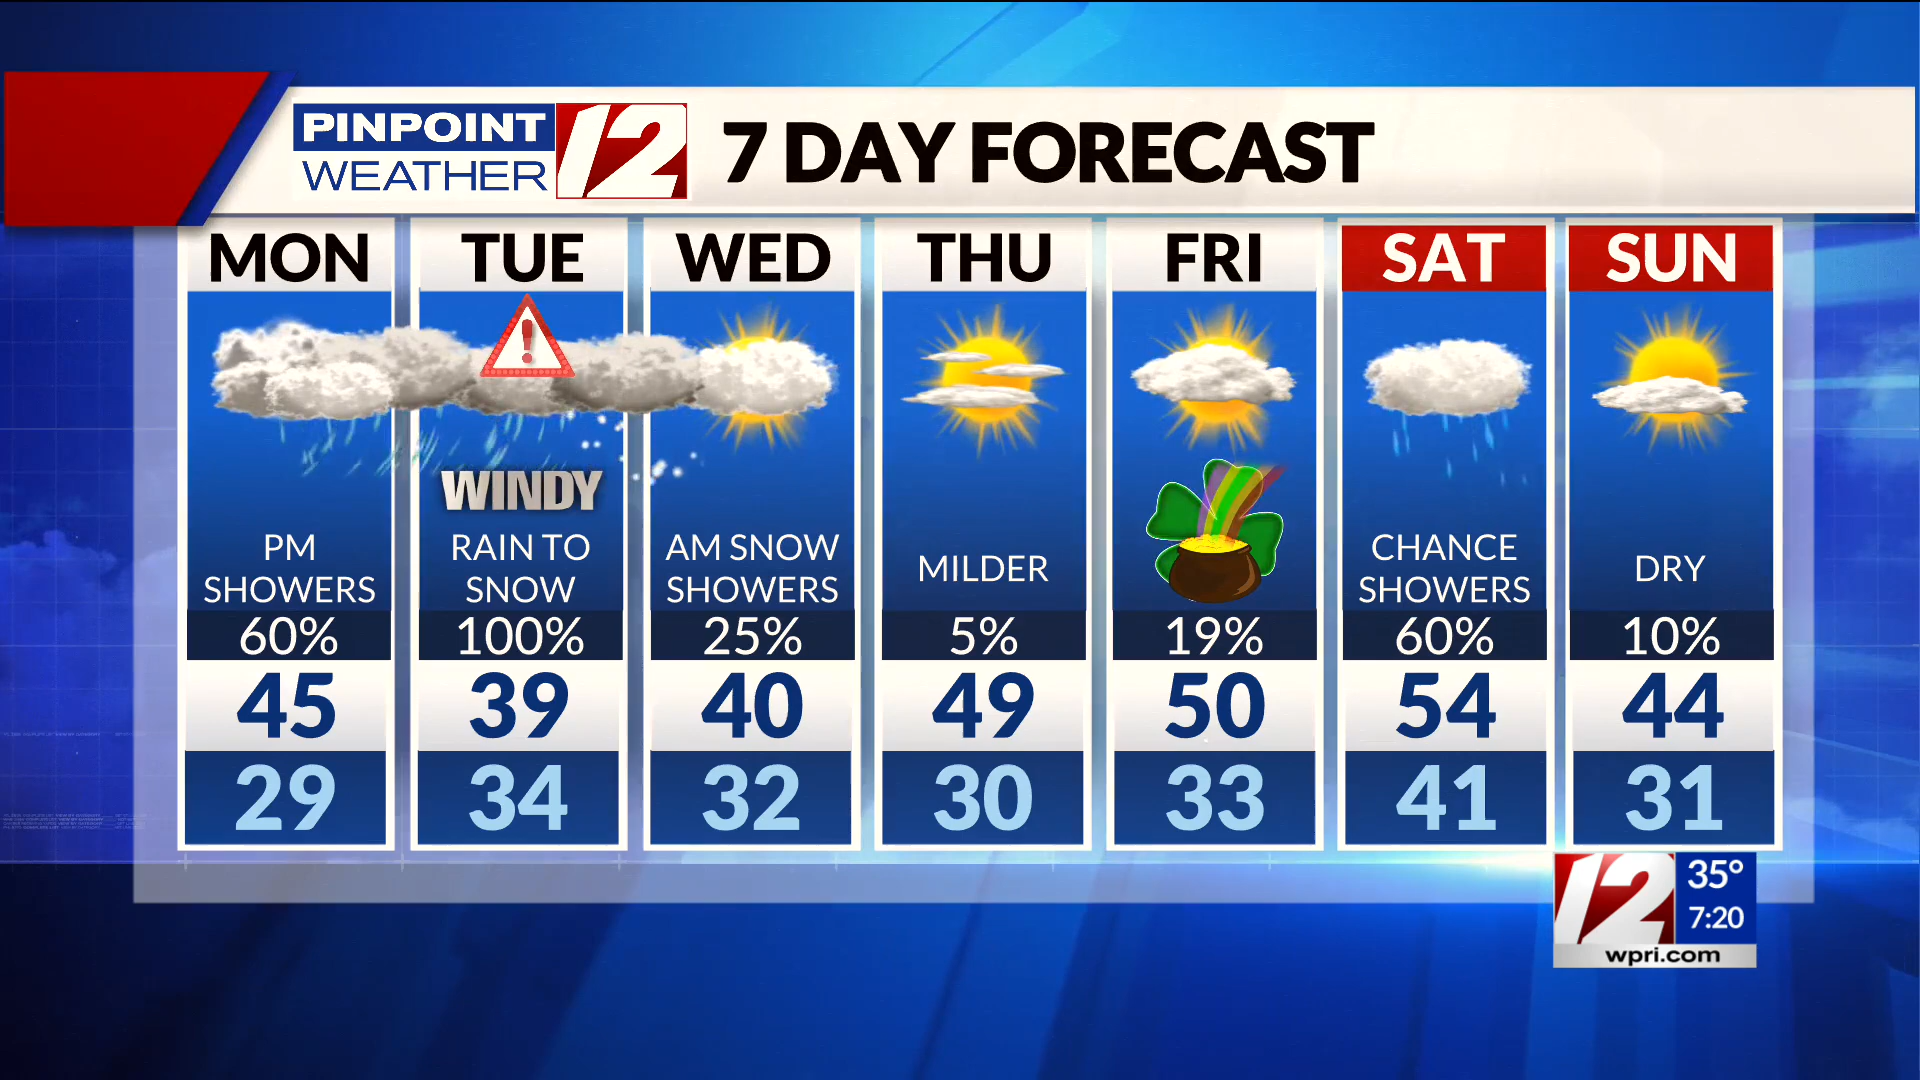 PINPOINT
WEATHER 12
7 DAY FORECAST
MON TUE WED THU FRI SAT SUN
!
WINDY
PM SHOWERS
RAIN TO SNOW
AM SNOW SHOWERS
MILDER
CHANCE SHOWERS
DRY
60% 100% 25% 5% 19% 60% 10%
45 39 40 49 50 54 44
29 34 32 30 33 41 31
12
35°
7:20
wpri.com